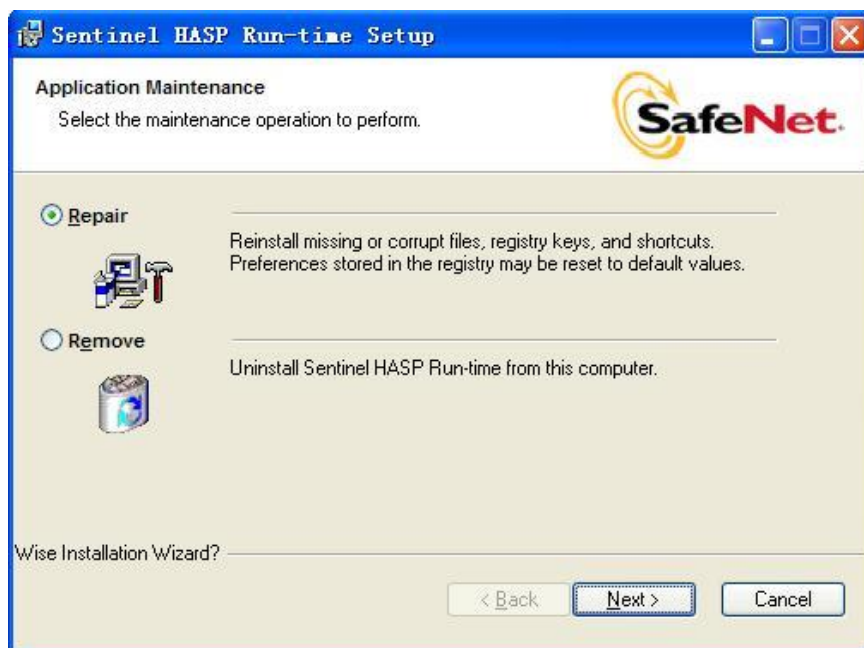 Sentinel HASP Run-time Setup
Application Maintenance
Select the maintenance operation to perform.
SafeNet.
Repair
Reinstall missing or corrupt files, registry keys, and shortcuts.
Preferences stored in the registry may be reset to default values.
Remove
Uninstall Sentinel HASP Run-time from this computer.
Wise Installation Wizard?
< Back
Next >
Cancel